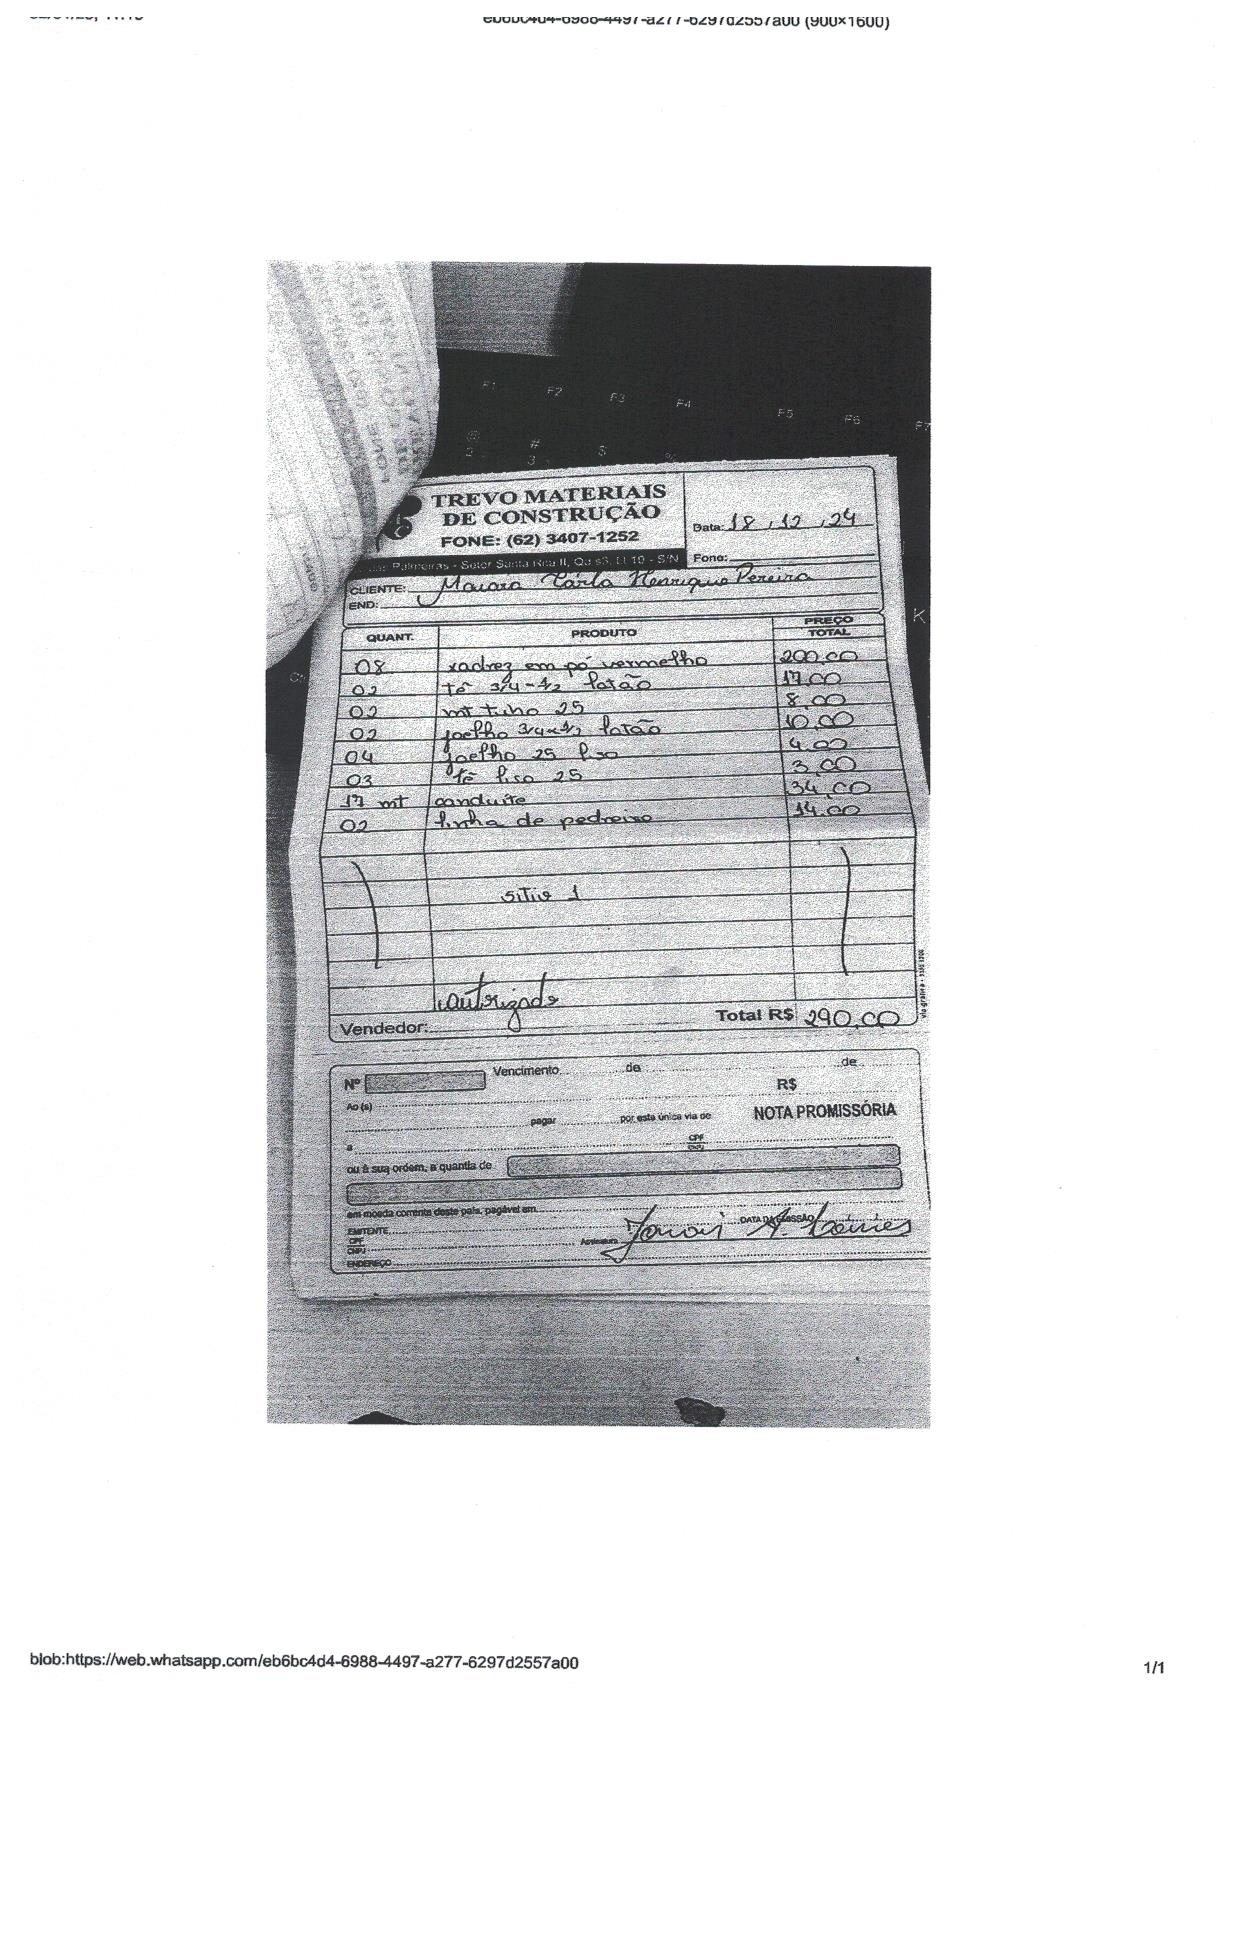 eb6bc4d4-6988-4497-a277-6297d2557a00 (900×1600)
F1 F2 F3 F4 F5 F6 F7
@ # $ %
2 3
TREVO MATERIAIS
DE CONSTRUÇÃO
FONE: (62) 3407-1252
Palmeiras - Setor Santa Rita II, Qd 53, Lt 10 - S/N
Data: 18, 12, 24
Fone:
CLIENTE: Maiara Carla Henrique Pereira
END:
QUANT. PRODUTO PREÇO TOTAL
08 xadrez em pó vermelho 200,00
02 tê 3/4-1/2 latão 17,00
02 mt tubo 25 8,00
02 joelho 3/4x1/2 latão 10,00
04 joelho 25 liso 4,00
03 tê liso 25 3,00
17 mt conduite 34,00
02 linha de pedreiro 14,00
sitio 1
autorizado
Vendedor: Total R$ 290,00
K
Nº Vencimento de de
R$
Ao(s)
pagar por esta única via de NOTA PROMISSÓRIA
a CPF CNPJ
ou à sua ordem, a quantia de
em moeda corrente deste país, pagável em
EMITENTE DATA DA EMISSÃO
CPF
CNPJ Assinatura
ENDEREÇO
blob:https://web.whatsapp.com/eb6bc4d4-6988-4497-a277-6297d2557a00 1/1